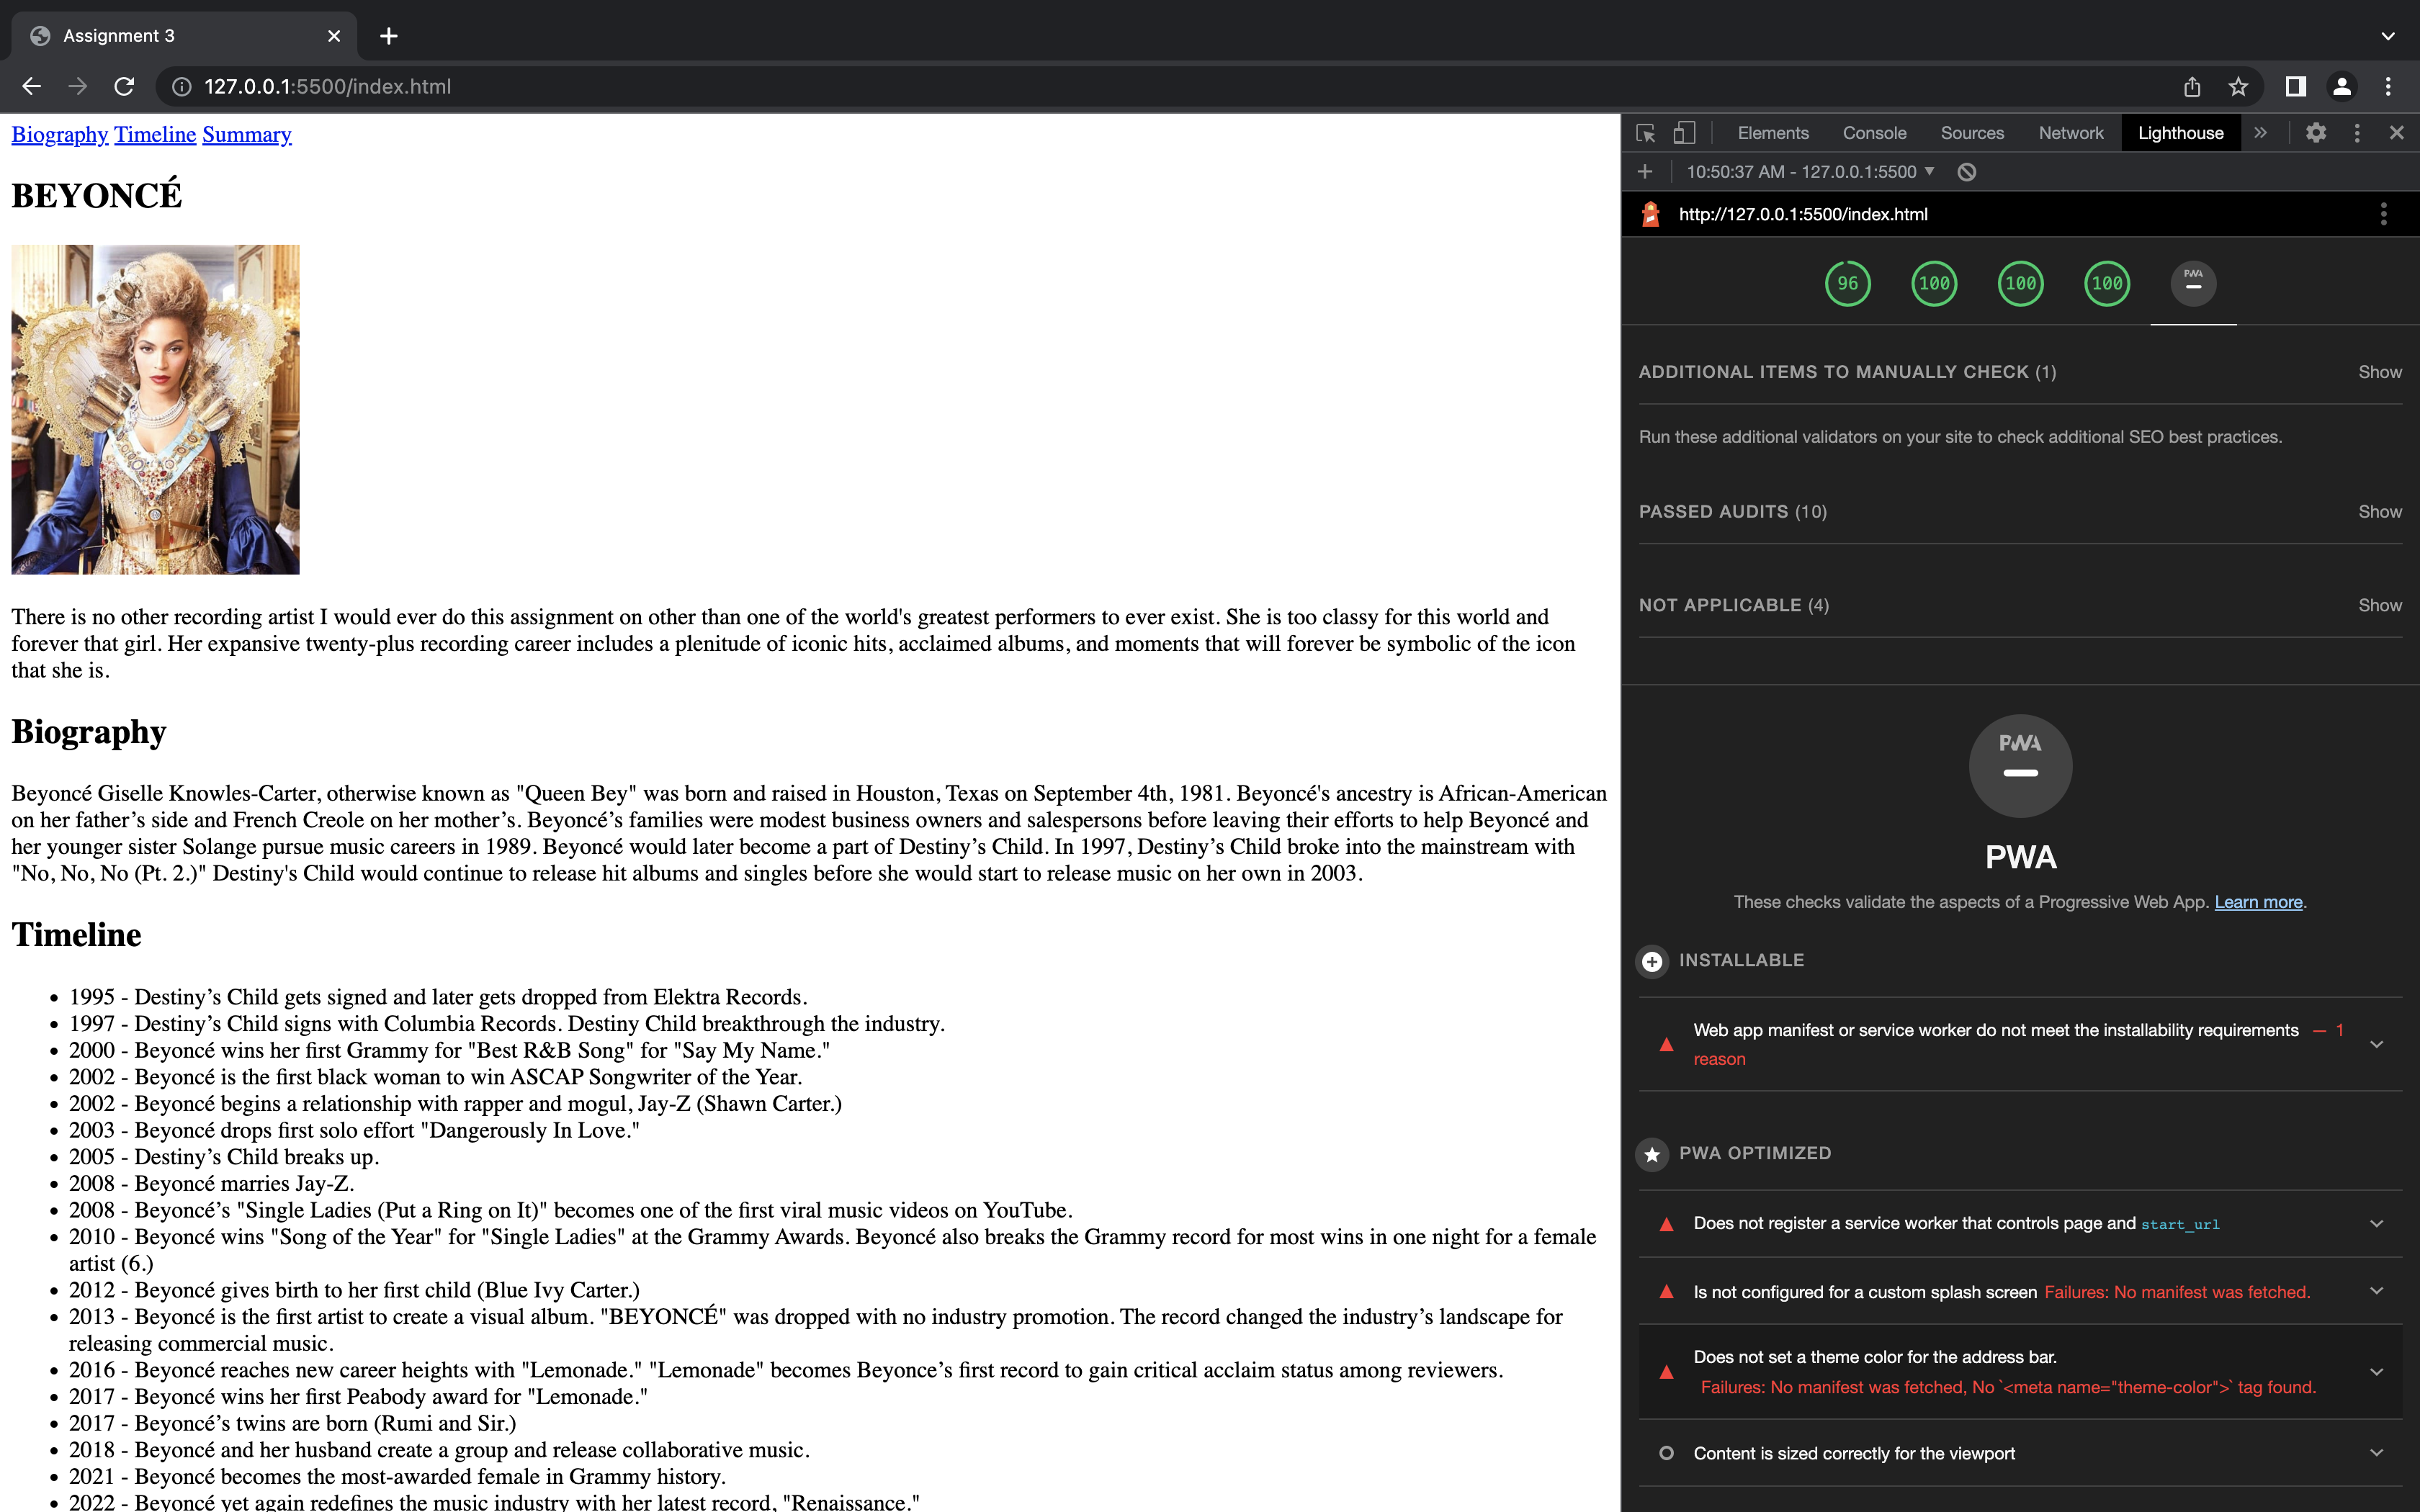 Assignment 3
127.0.0.1:5500/index.html
Biography Timeline Summary
BEYONCÉ
There is no other recording artist I would ever do this assignment on other than one of the world's greatest performers to ever exist. She is too classy for this world and
forever that girl. Her expansive twenty-plus recording career includes a plenitude of iconic hits, acclaimed albums, and moments that will forever be symbolic of the icon
that she is.
Biography
Beyoncé Giselle Knowles-Carter, otherwise known as "Queen Bey" was born and raised in Houston, Texas on September 4th, 1981. Beyoncé's ancestry is African-American
on her father’s side and French Creole on her mother’s. Beyoncé’s families were modest business owners and salespersons before leaving their efforts to help Beyoncé and
her younger sister Solange pursue music careers in 1989. Beyoncé would later become a part of Destiny’s Child. In 1997, Destiny’s Child broke into the mainstream with
"No, No, No (Pt. 2.)" Destiny's Child would continue to release hit albums and singles before she would start to release music on her own in 2003.
Timeline
• 1995 - Destiny’s Child gets signed and later gets dropped from Elektra Records.
• 1997 - Destiny’s Child signs with Columbia Records. Destiny Child breakthrough the industry.
• 2000 - Beyoncé wins her first Grammy for "Best R&B Song" for "Say My Name."
• 2002 - Beyoncé is the first black woman to win ASCAP Songwriter of the Year.
• 2002 - Beyoncé begins a relationship with rapper and mogul, Jay-Z (Shawn Carter.)
• 2003 - Beyoncé drops first solo effort "Dangerously In Love."
• 2005 - Destiny’s Child breaks up.
• 2008 - Beyoncé marries Jay-Z.
• 2008 - Beyoncé’s "Single Ladies (Put a Ring on It)" becomes one of the first viral music videos on YouTube.
• 2010 - Beyoncé wins "Song of the Year" for "Single Ladies" at the Grammy Awards. Beyoncé also breaks the Grammy record for most wins in one night for a female
artist (6.)
• 2012 - Beyoncé gives birth to her first child (Blue Ivy Carter.)
• 2013 - Beyoncé is the first artist to create a visual album. "BEYONCÉ" was dropped with no industry promotion. The record changed the industry’s landscape for
releasing commercial music.
• 2016 - Beyoncé reaches new career heights with "Lemonade." "Lemonade" becomes Beyonce’s first record to gain critical acclaim status among reviewers.
• 2017 - Beyoncé wins her first Peabody award for "Lemonade."
• 2017 - Beyoncé’s twins are born (Rumi and Sir.)
• 2018 - Beyoncé and her husband create a group and release collaborative music.
• 2021 - Beyoncé becomes the most-awarded female in Grammy history.
• 2022 - Beyoncé yet again redefines the music industry with her latest record, "Renaissance."
Elements Console Sources Network Lighthouse
10:50:37 AM - 127.0.0.1:5500
http://127.0.0.1:5500/index.html
96 100 100 100 PWA
ADDITIONAL ITEMS TO MANUALLY CHECK (1) Show
Run these additional validators on your site to check additional SEO best practices.
PASSED AUDITS (10) Show
NOT APPLICABLE (4) Show
PWA
PWA
These checks validate the aspects of a Progressive Web App. Learn more.
INSTALLABLE
Web app manifest or service worker do not meet the installability requirements — 1
reason
PWA OPTIMIZED
Does not register a service worker that controls page and start_url
Is not configured for a custom splash screen Failures: No manifest was fetched.
Does not set a theme color for the address bar.
Failures: No manifest was fetched, No `<meta name="theme-color">` tag found.
Content is sized correctly for the viewport